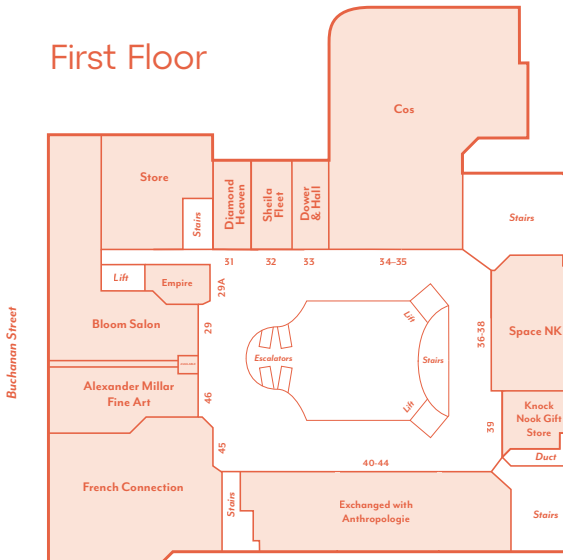 First Floor
Cos
Store
Stairs
Diamond
Heaven
Sheila
Fleet
Dower
& Hall
Stairs
31
32
33
34–35
Lift
Empire
29A
Bloom Salon
29
Buchanan Street
Lift
Escalators
Stairs
Lift
36-38
Space NK
Alexander Millar
Fine Art
46
Knock
Nook Gift
Store
39
45
40-44
Duct
French Connection
Stairs
Exchanged with
Anthropologie
Stairs